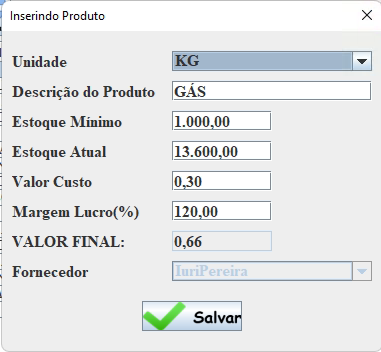 Inserindo Produto
Unidade KG
Descrição do Produto GÁS
Estoque Mínimo 1.000,00
Estoque Atual 13.600,00
Valor Custo 0,30
Margem Lucro(%) 120,00
VALOR FINAL: 0,66
Fornecedor IuriPereira
Salvar